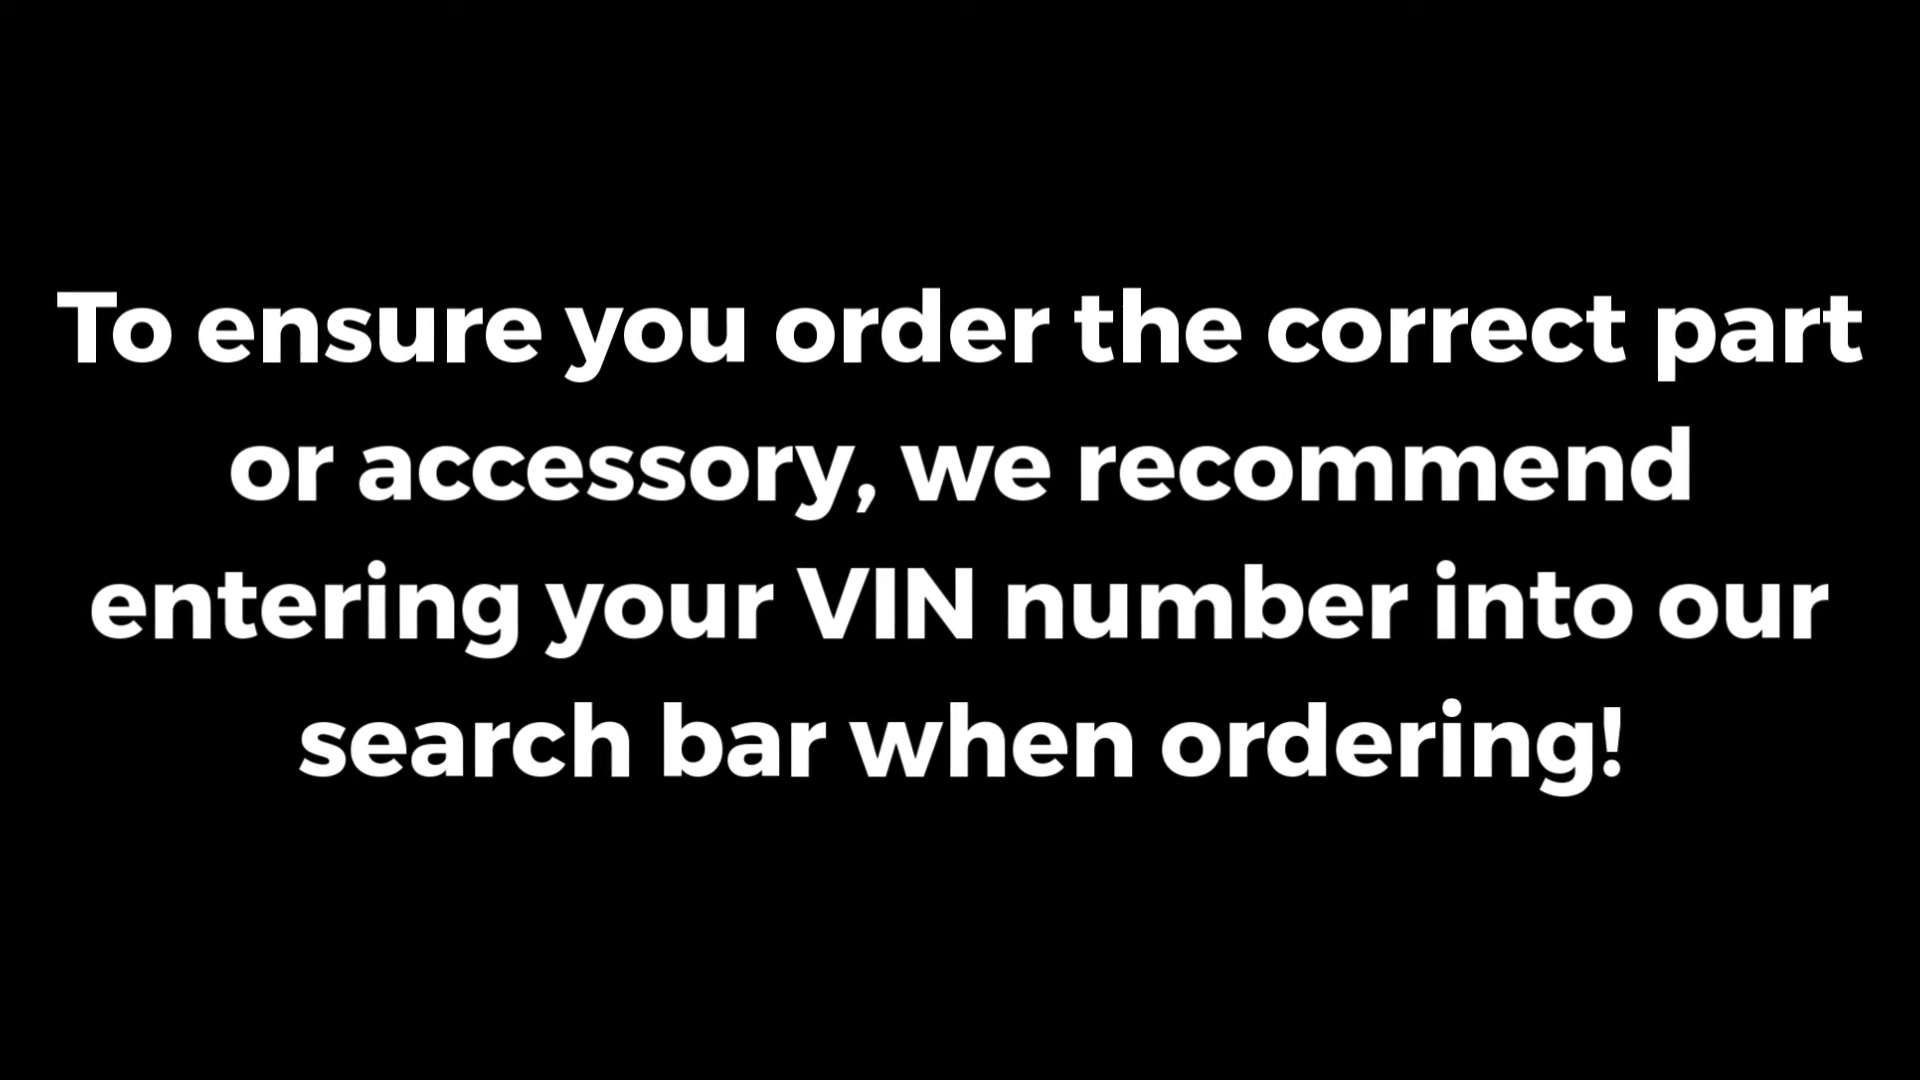 To ensure you order the correct part
or accessory, we recommend
entering your VIN number into our
search bar when ordering!